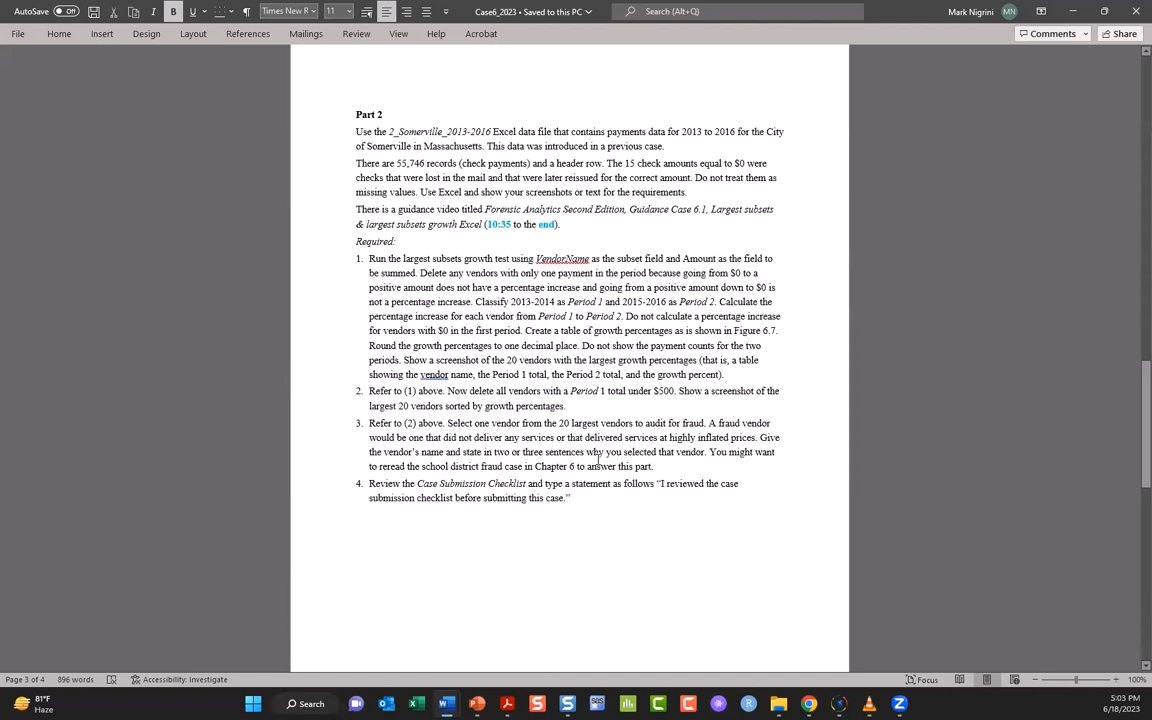 AutoSave Off
Times New R 11
Case6_2023 • Saved to this PC
Search (Alt+Q)
Mark Nigrini MN
File Home Insert Design Layout References Mailings Review View Help Acrobat Comments Share
Part 2
Use the 2_Somerville_2013-2016 Excel data file that contains payments data for 2013 to 2016 for the City
of Somerville in Massachusetts. This data was introduced in a previous case.
There are 55,746 records (check payments) and a header row. The 15 check amounts equal to $0 were
checks that were lost in the mail and that were later reissued for the correct amount. Do not treat them as
missing values. Use Excel and show your screenshots or text for the requirements.
There is a guidance video titled Forensic Analytics Second Edition, Guidance Case 6.1, Largest subsets
& largest subsets growth Excel (10:35 to the end).
Required:
1. Run the largest subsets growth test using VendorName as the subset field and Amount as the field to
be summed. Delete any vendors with only one payment in the period because going from $0 to a
positive amount does not have a percentage increase and going from a positive amount down to $0 is
not a percentage increase. Classify 2013-2014 as Period 1 and 2015-2016 as Period 2. Calculate the
percentage increase for each vendor from Period 1 to Period 2. Do not calculate a percentage increase
for vendors with $0 in the first period. Create a table of growth percentages as is shown in Figure 6.7.
Round the growth percentages to one decimal place. Do not show the payment counts for the two
periods. Show a screenshot of the 20 vendors with the largest growth percentages (that is, a table
showing the vendor name, the Period 1 total, the Period 2 total, and the growth percent).
2. Refer to (1) above. Now delete all vendors with a Period 1 total under $500. Show a screenshot of the
largest 20 vendors sorted by growth percentages.
3. Refer to (2) above. Select one vendor from the 20 largest vendors to audit for fraud. A fraud vendor
would be one that did not deliver any services or that delivered services at highly inflated prices. Give
the vendor's name and state in two or three sentences why you selected that vendor. You might want
to reread the school district fraud case in Chapter 6 to answer this part.
4. Review the Case Submission Checklist and type a statement as follows “I reviewed the case
submission checklist before submitting this case.”
Page 3 of 4 896 words Accessibility: Investigate Focus 100%
81°F
Haze
Search
5:03 PM
6/18/2023